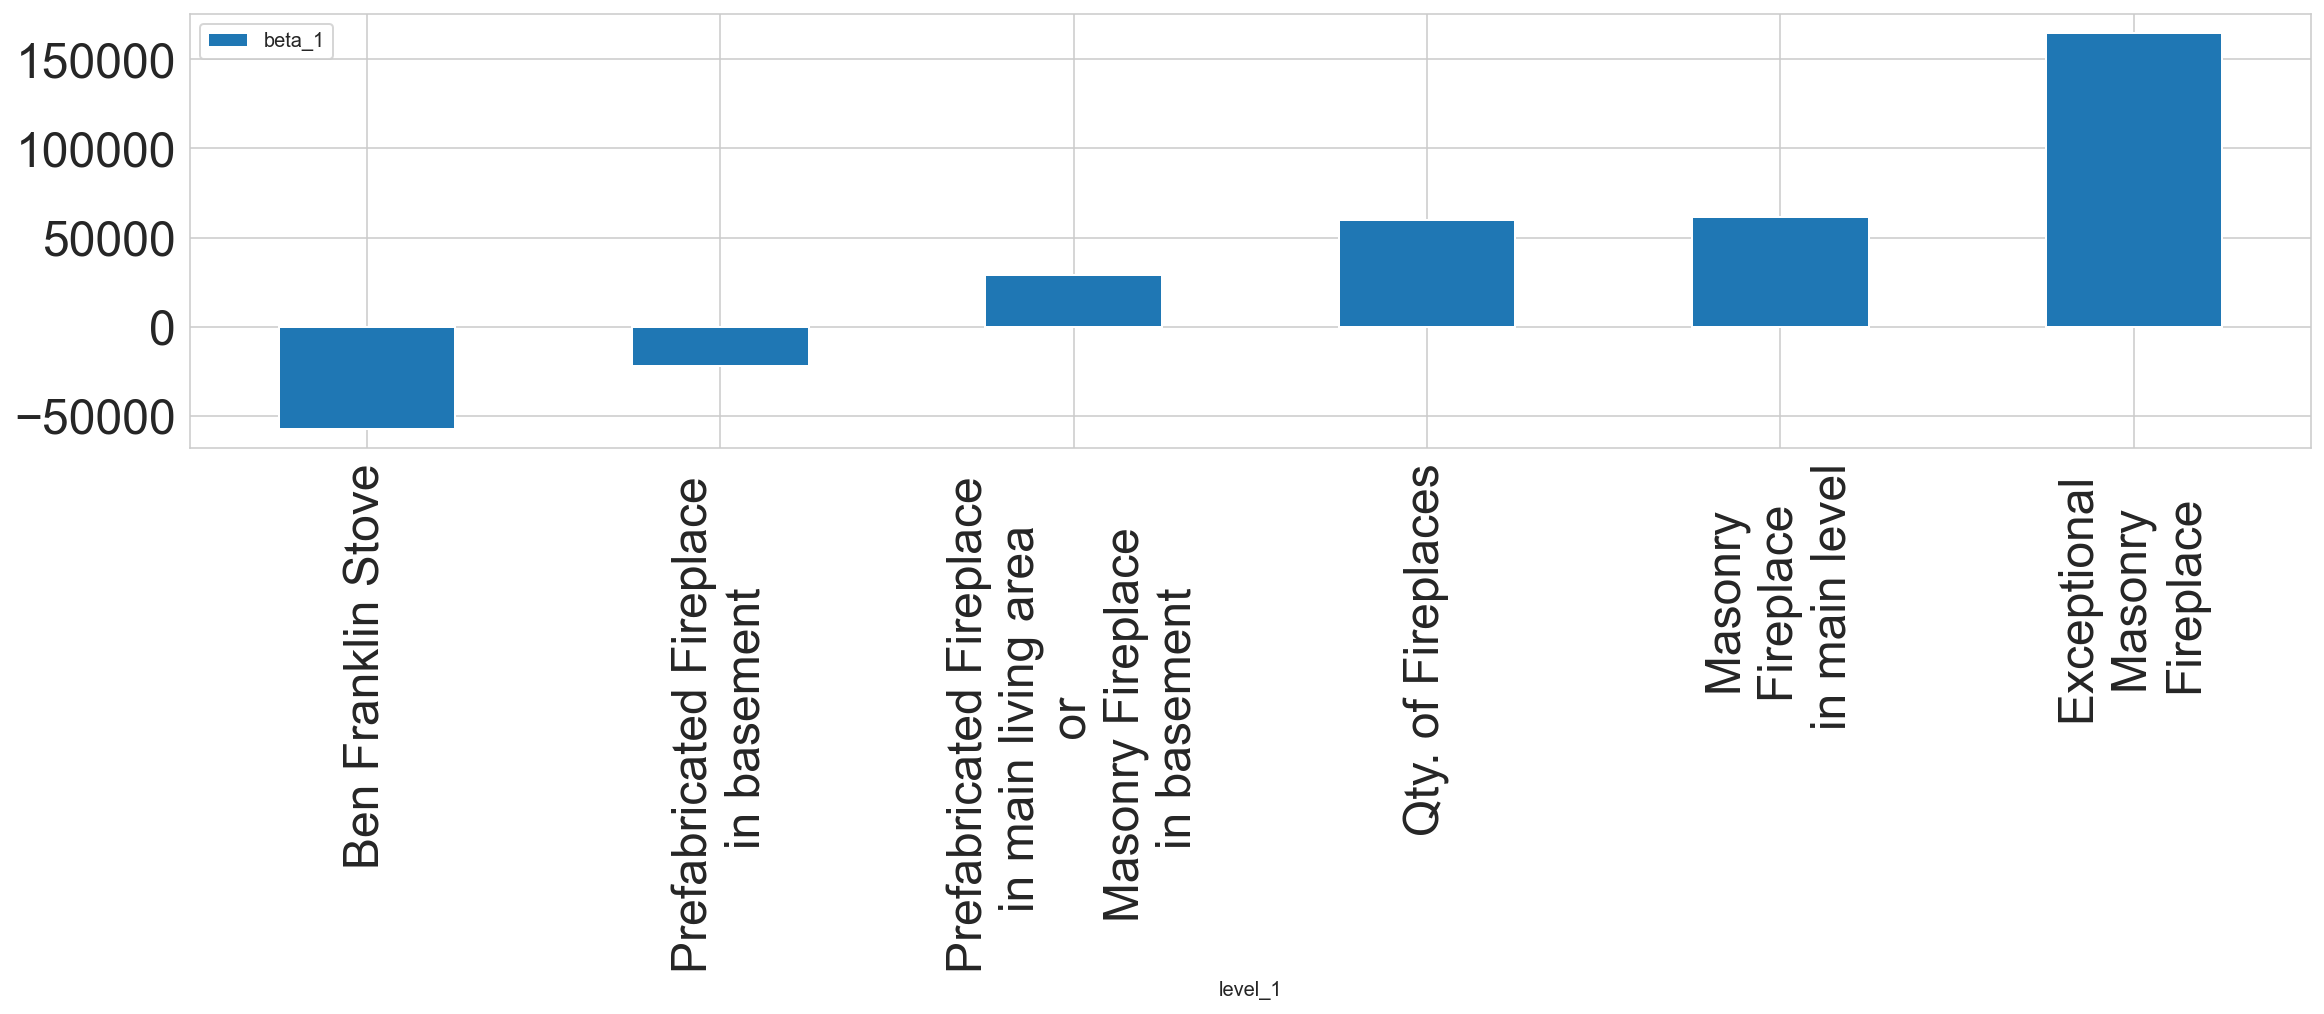 beta_1
150000
100000
50000
0
−50000
Ben Franklin Stove
Prefabricated Fireplace
in basement
Prefabricated Fireplace
in main living area
or
Masonry Fireplace
in basement
Qty. of Fireplaces
Masonry
Fireplace
in main level
Exceptional
Masonry
Fireplace
level_1